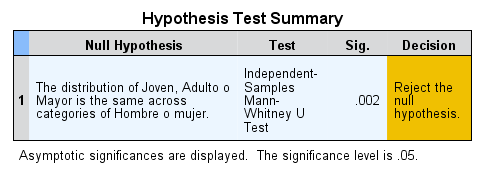 Hypothesis Test Summary
Null Hypothesis Test Sig. Decision
1 The distribution of Joven, Adulto o Mayor is the same across categories of Hombre o mujer. Independent-Samples Mann-Whitney U Test .002 Reject the null hypothesis.
Asymptotic significances are displayed. The significance level is .05.